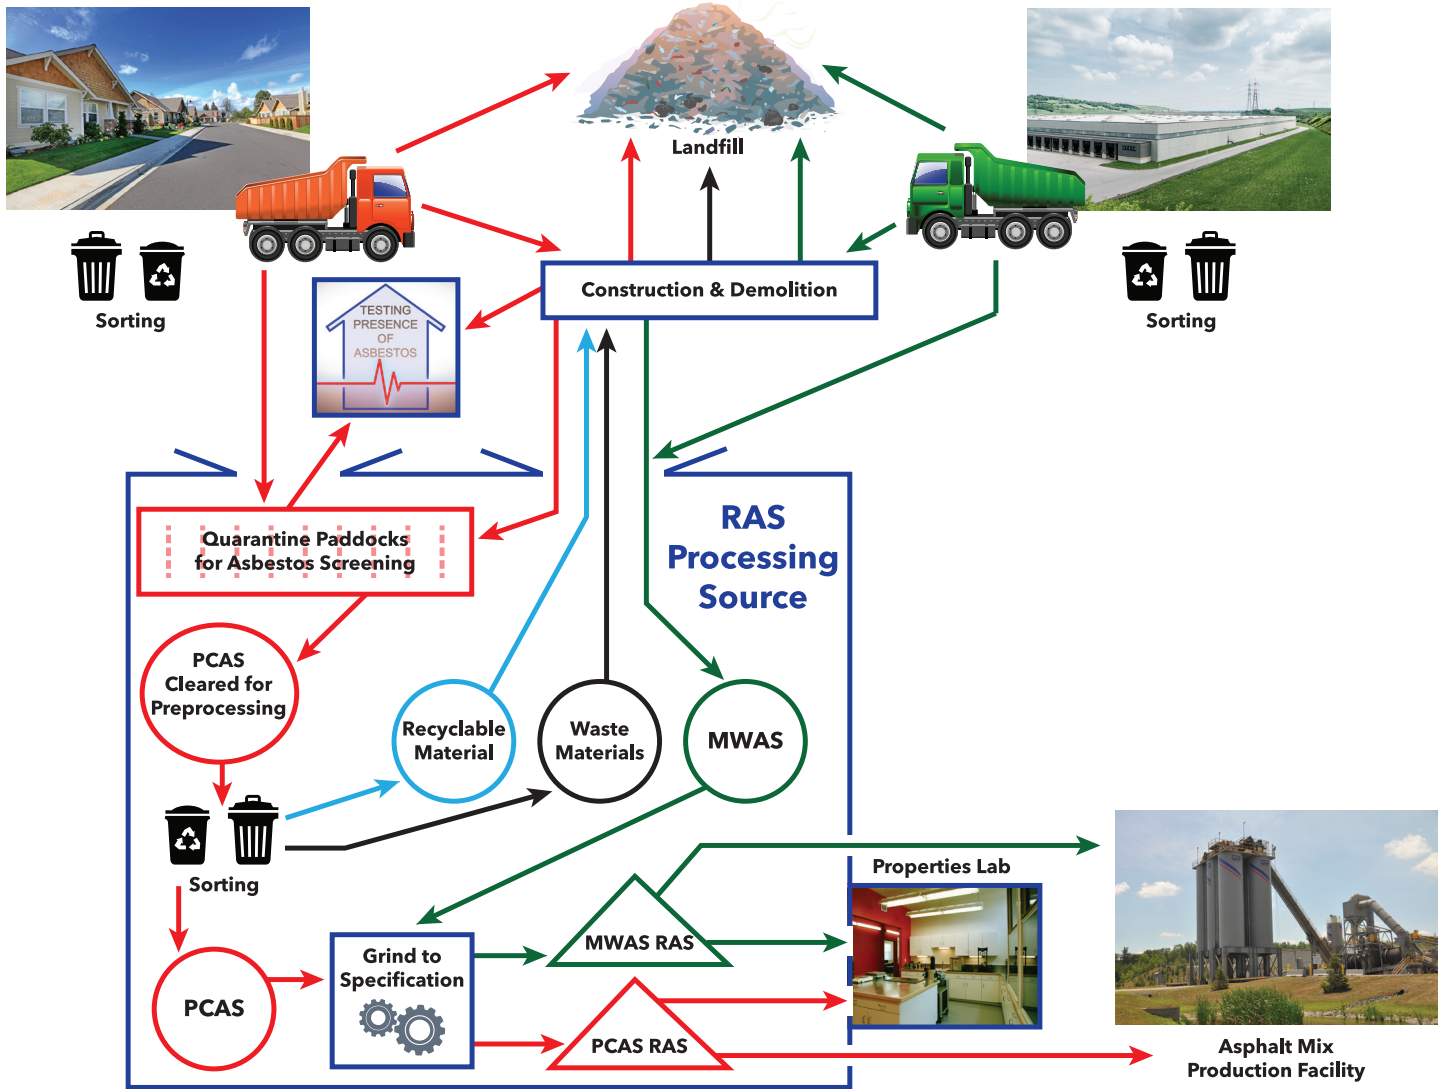 Landfill
Construction & Demolition
Sorting
Sorting
TESTING
PRESENCE
OF
ASBESTOS
RAS
Processing
Source
Quarantine Paddocks
for Asbestos Screening
PCAS
Cleared for
Preprocessing
Recyclable
Material
Waste
Materials
MWAS
Sorting
Properties Lab
MWAS RAS
Grind to
Specification
PCAS
PCAS RAS
Asphalt Mix
Production Facility